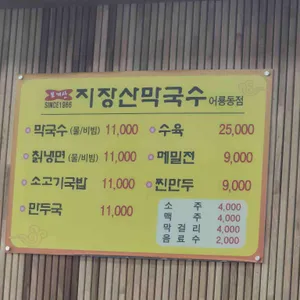 SINCE1966
지장산막국수 어룡동점
막국수(물/비빔) 11,000
칡냉면(물/비빔) 11,000
소고기국밥 11,000
만두국 11,000
수육 25,000
메밀전 9,000
찐만두 9,000
소주 4,000
맥주 4,000
막걸리 4,000
음료수 2,000